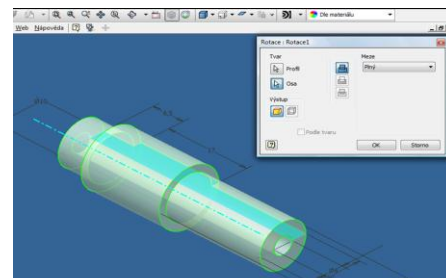 Dle materiálu
Web Nápověda
Rotace : Rotace1
Tvar
Meze
Profil
Plný
Osa
Výstup
Podle tvaru
OK
Storno